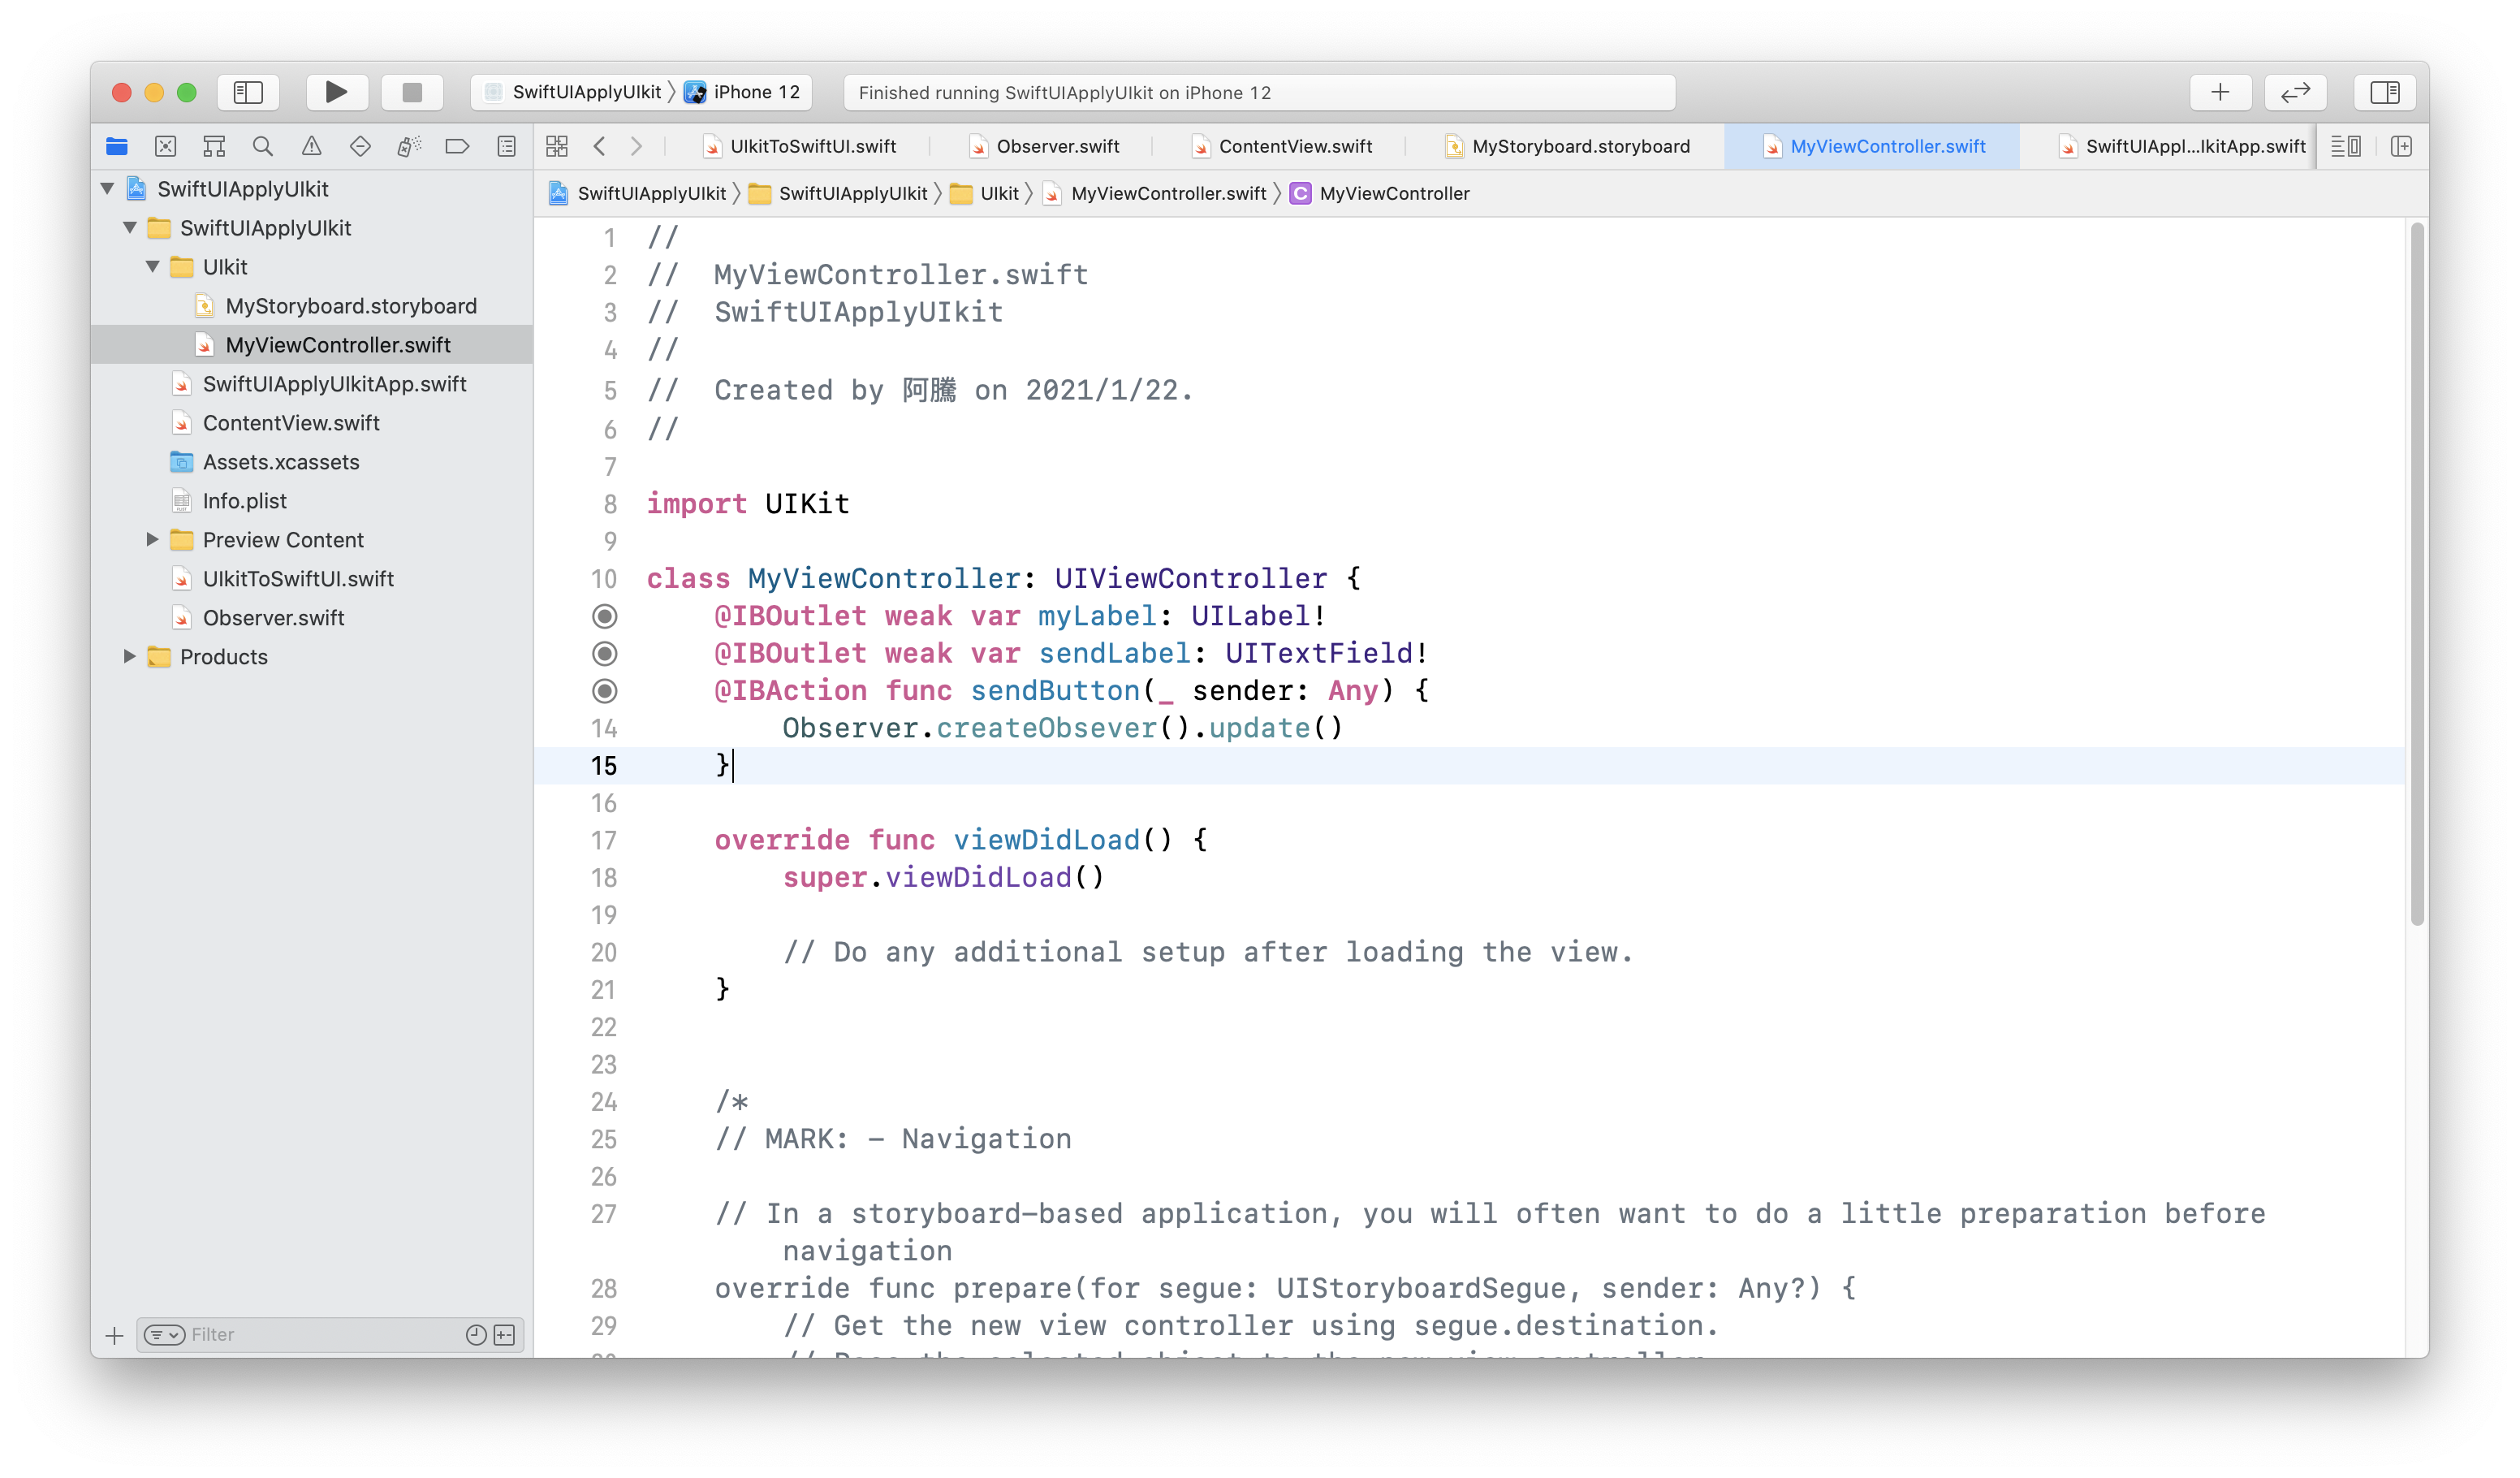 SwiftUIApplyUIkit 〉 iPhone 12
Finished running SwiftUIApplyUIkit on iPhone 12
UIkitToSwiftUI.swift
Observer.swift
ContentView.swift
MyStoryboard.storyboard
MyViewController.swift
SwiftUIAppl...IkitApp.swift
SwiftUIApplyUIkit 〉 SwiftUIApplyUIkit 〉 UIkit 〉 MyViewController.swift 〉 C MyViewController
SwiftUIApplyUIkit
SwiftUIApplyUIkit
UIkit
MyStoryboard.storyboard
MyViewController.swift
SwiftUIApplyUIkitApp.swift
ContentView.swift
Assets.xcassets
Info.plist
Preview Content
UIkitToSwiftUI.swift
Observer.swift
Products
Filter
1 //
2 //  MyViewController.swift
3 //  SwiftUIApplyUIkit
4 //
5 //  Created by 阿騰 on 2021/1/22.
6 //
7
8 import UIKit
9
10 class MyViewController: UIViewController {
    @IBOutlet weak var myLabel: UILabel!
    @IBOutlet weak var sendLabel: UITextField!
    @IBAction func sendButton(_ sender: Any) {
14         Observer.createObsever().update()
15     }
16
17     override func viewDidLoad() {
18         super.viewDidLoad()
19
20         // Do any additional setup after loading the view.
21     }
22
23
24     /*
25     // MARK: - Navigation
26
27     // In a storyboard-based application, you will often want to do a little preparation before
navigation
28     override func prepare(for segue: UIStoryboardSegue, sender: Any?) {
29         // Get the new view controller using segue.destination.